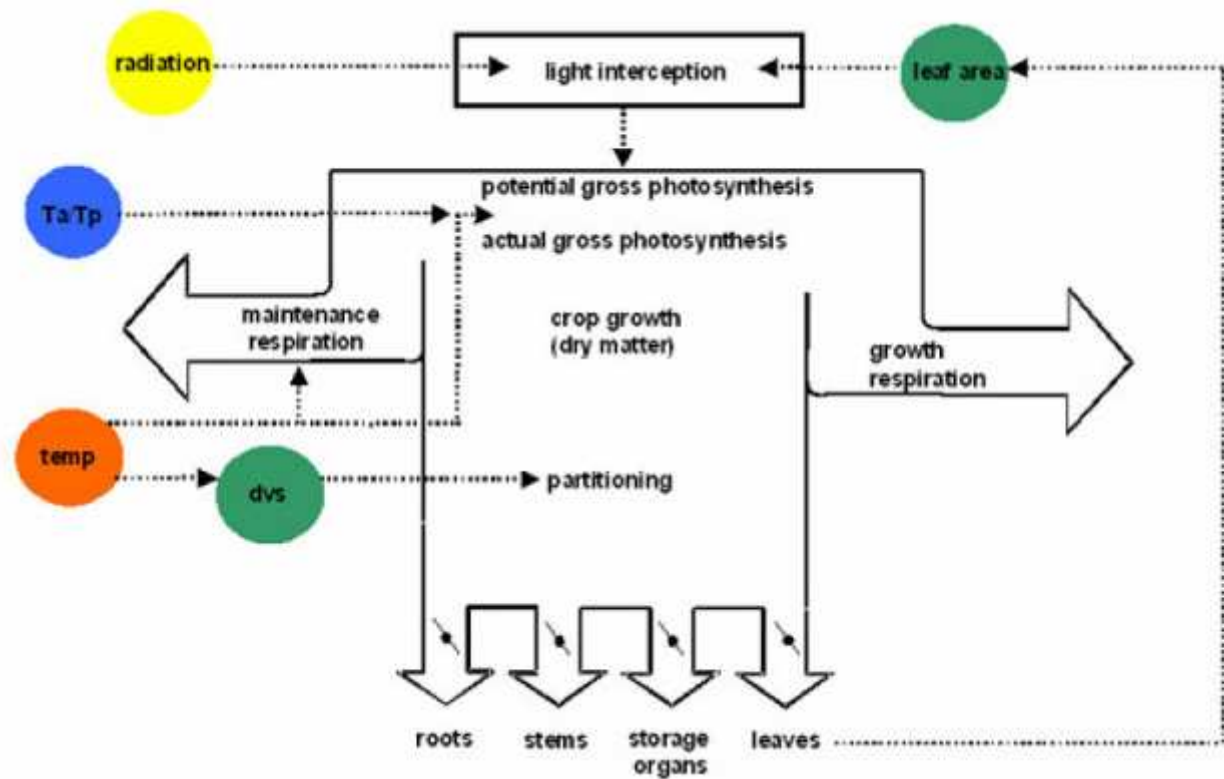 radiation
light interception
leaf area
potential gross photosynthesis
Ta/Tp
actual gross photosynthesis
maintenance
respiration
crop growth
(dry matter)
growth
respiration
temp
dvs
partitioning
roots
stems
storage
organs
leaves